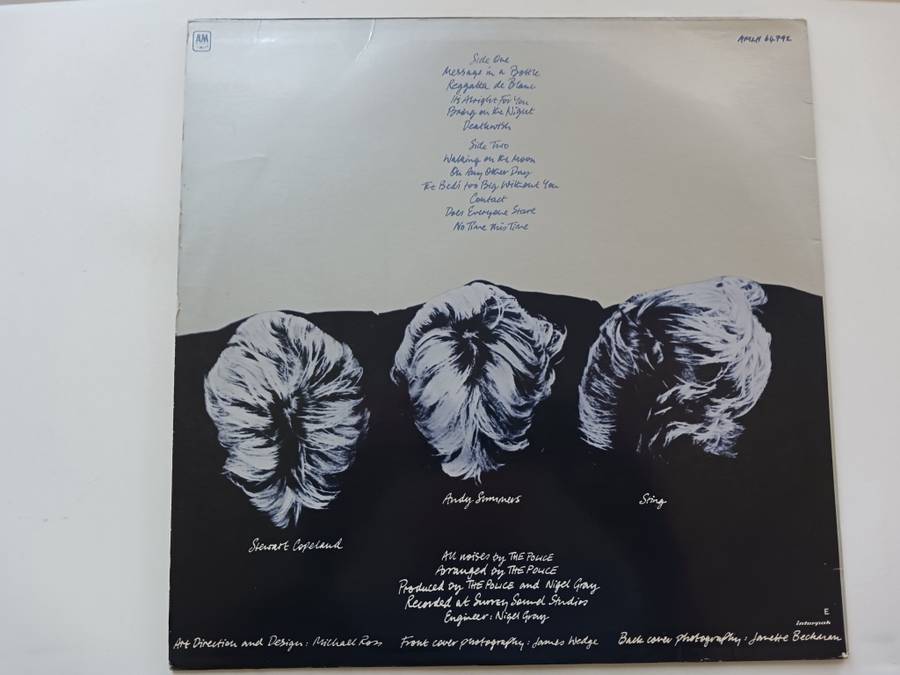 A&M
AMLH 64792
Side One
Message in a Bottle
Reggatta de Blanc
It's Alright For You
Bring on the Night
Deathwish
Side Two
Walking on the Moon
On Any Other Day
The Bed's too Big Without You
Contact
Does Everyone Stare
No Time This Time
Andy Summers
Sting
Stewart Copeland
All noises by THE POLICE
Arranged by THE POLICE
Produced by THE POLICE and Nigel Gray
Recorded at Surrey Sound Studios
Engineer: Nigel Gray
E
Interpak
Art Direction and Design: Michael Ross Front cover photography: James Wedge Back cover photography: Janette Beckman